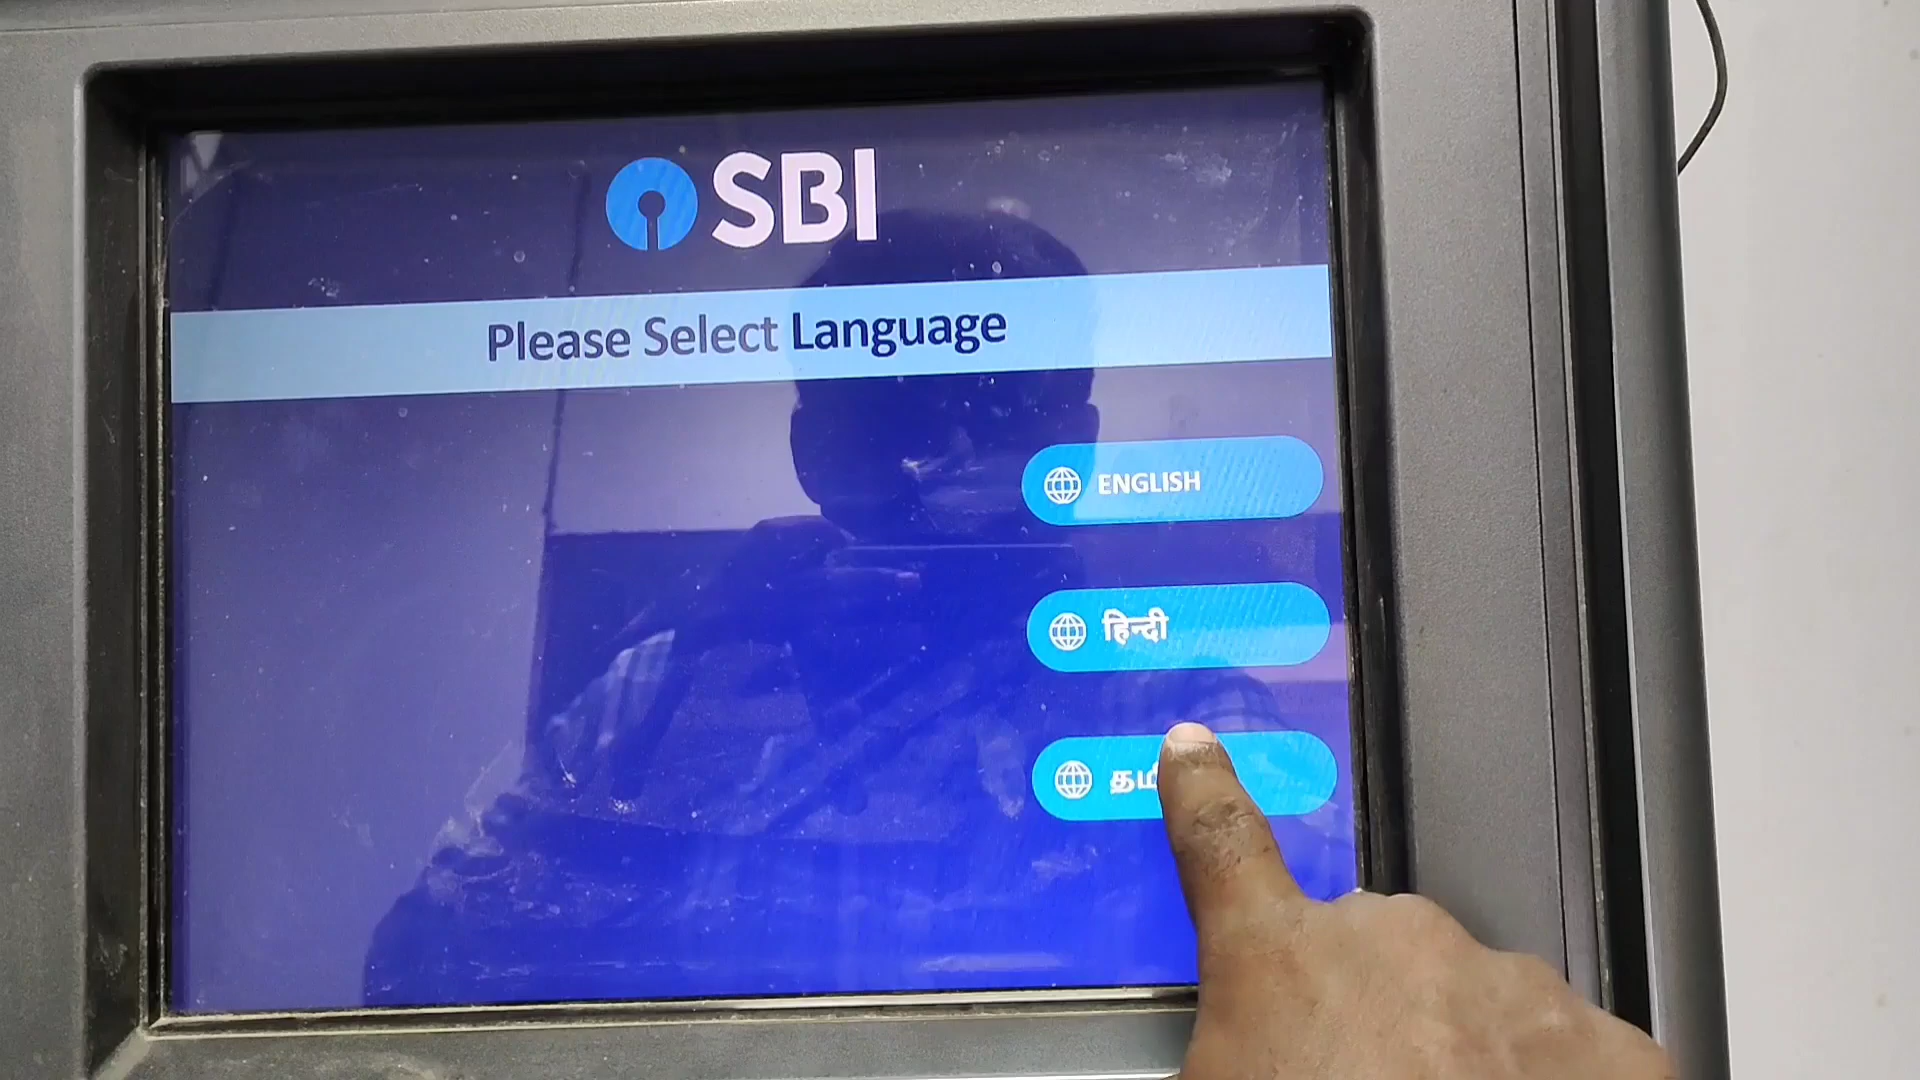 SBI
Please Select Language
ENGLISH
हिन्दी